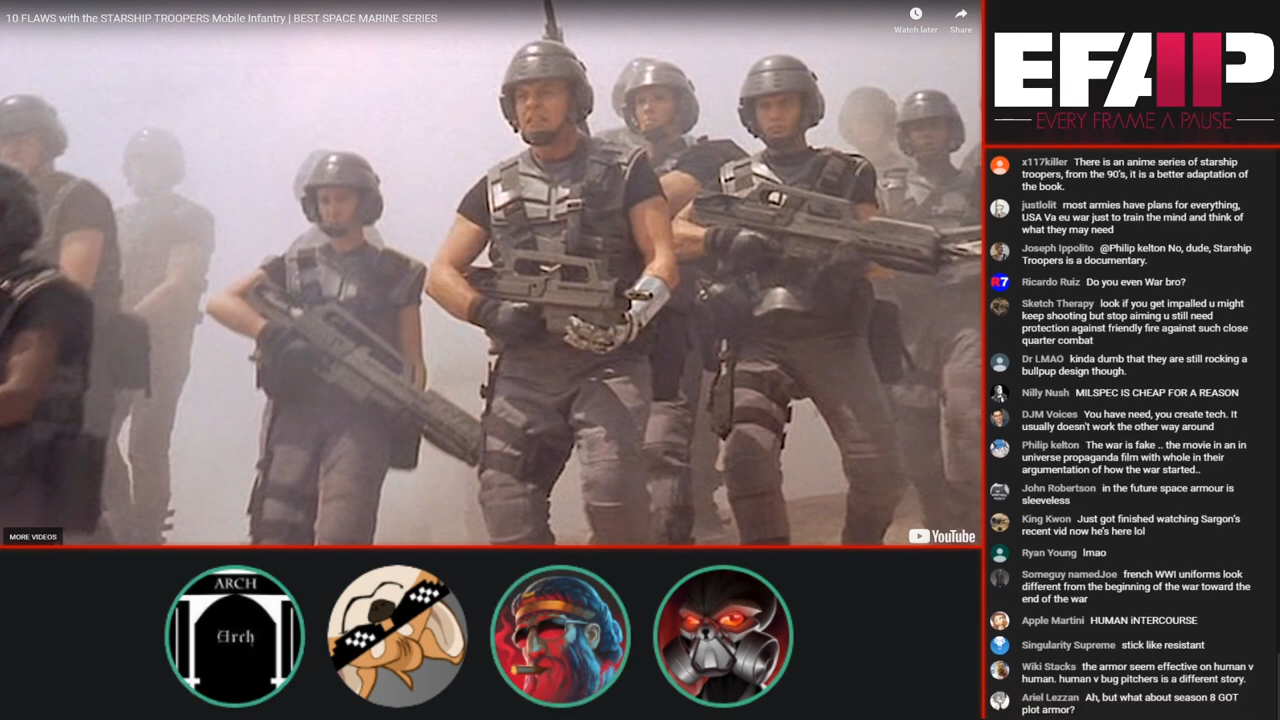 10 FLAWS with the STARSHIP TROOPERS Mobile Infantry | BEST SPACE MARINE SERIES
Watch later
Share
MORE VIDEOS
YouTube
ARCH
Arch
EFAP
EVERY FRAME A PAUSE
x117killer There is an anime series of starship
troopers, from the 90's, it is a better adaptation of
the book.
justlolit most armies have plans for everything,
USA Va eu war just to train the mind and think of
what they may need
Joseph Ippolito @Philip kelton No, dude, Starship
Troopers is a documentary.
R7
Ricardo Ruiz Do you even War bro?
Sketch Therapy look if you get impalled u might
keep shooting but stop aiming u still need
protection against friendly fire against such close
quarter combat
Dr LMAO kinda dumb that they are still rocking a
bullpup design though.
Nilly Nush MILSPEC IS CHEAP FOR A REASON
DJM Voices You have need, you create tech. It
usually doesn't work the other way around
Philip kelton The war is fake .. the movie in an in
universe propaganda film with whole in their
argumentation of how the war started..
John Robertson in the future space armour is
sleeveless
King Kwon Just got finished watching Sargon's
recent vid now he's here lol
Ryan Young lmao
Someguy namedJoe french WWI uniforms look
different from the beginning of the war toward the
end of the war
Apple Martini HUMAN iNTERCOURSE
Singularity Supreme stick like resistant
Wiki Stacks the armor seem effective on human v
human. human v bug pitchers is a different story.
Ariel Lezzan Ah, but what about season 8 GOT
plot armor?